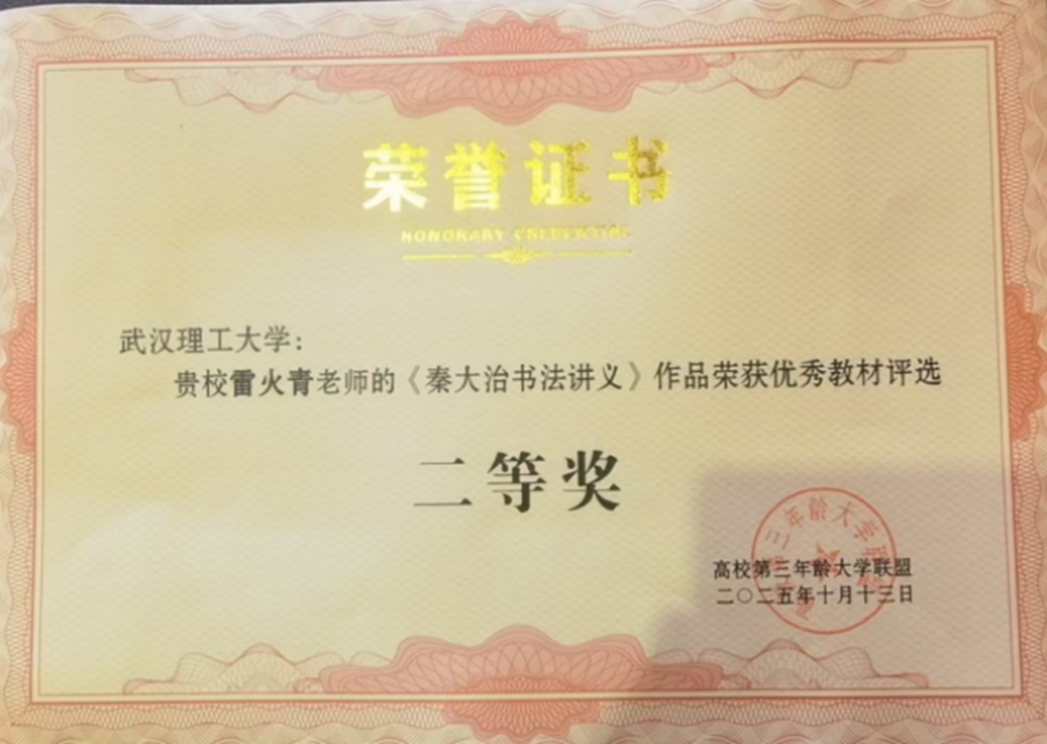 荣誉证书
HONORARY CREDENTIAL
武汉理工大学：
贵校雷火青老师的《秦大治书法讲义》作品荣获优秀教材评选
二等奖
高校第三年龄大学联盟
二〇二五年十月十三日